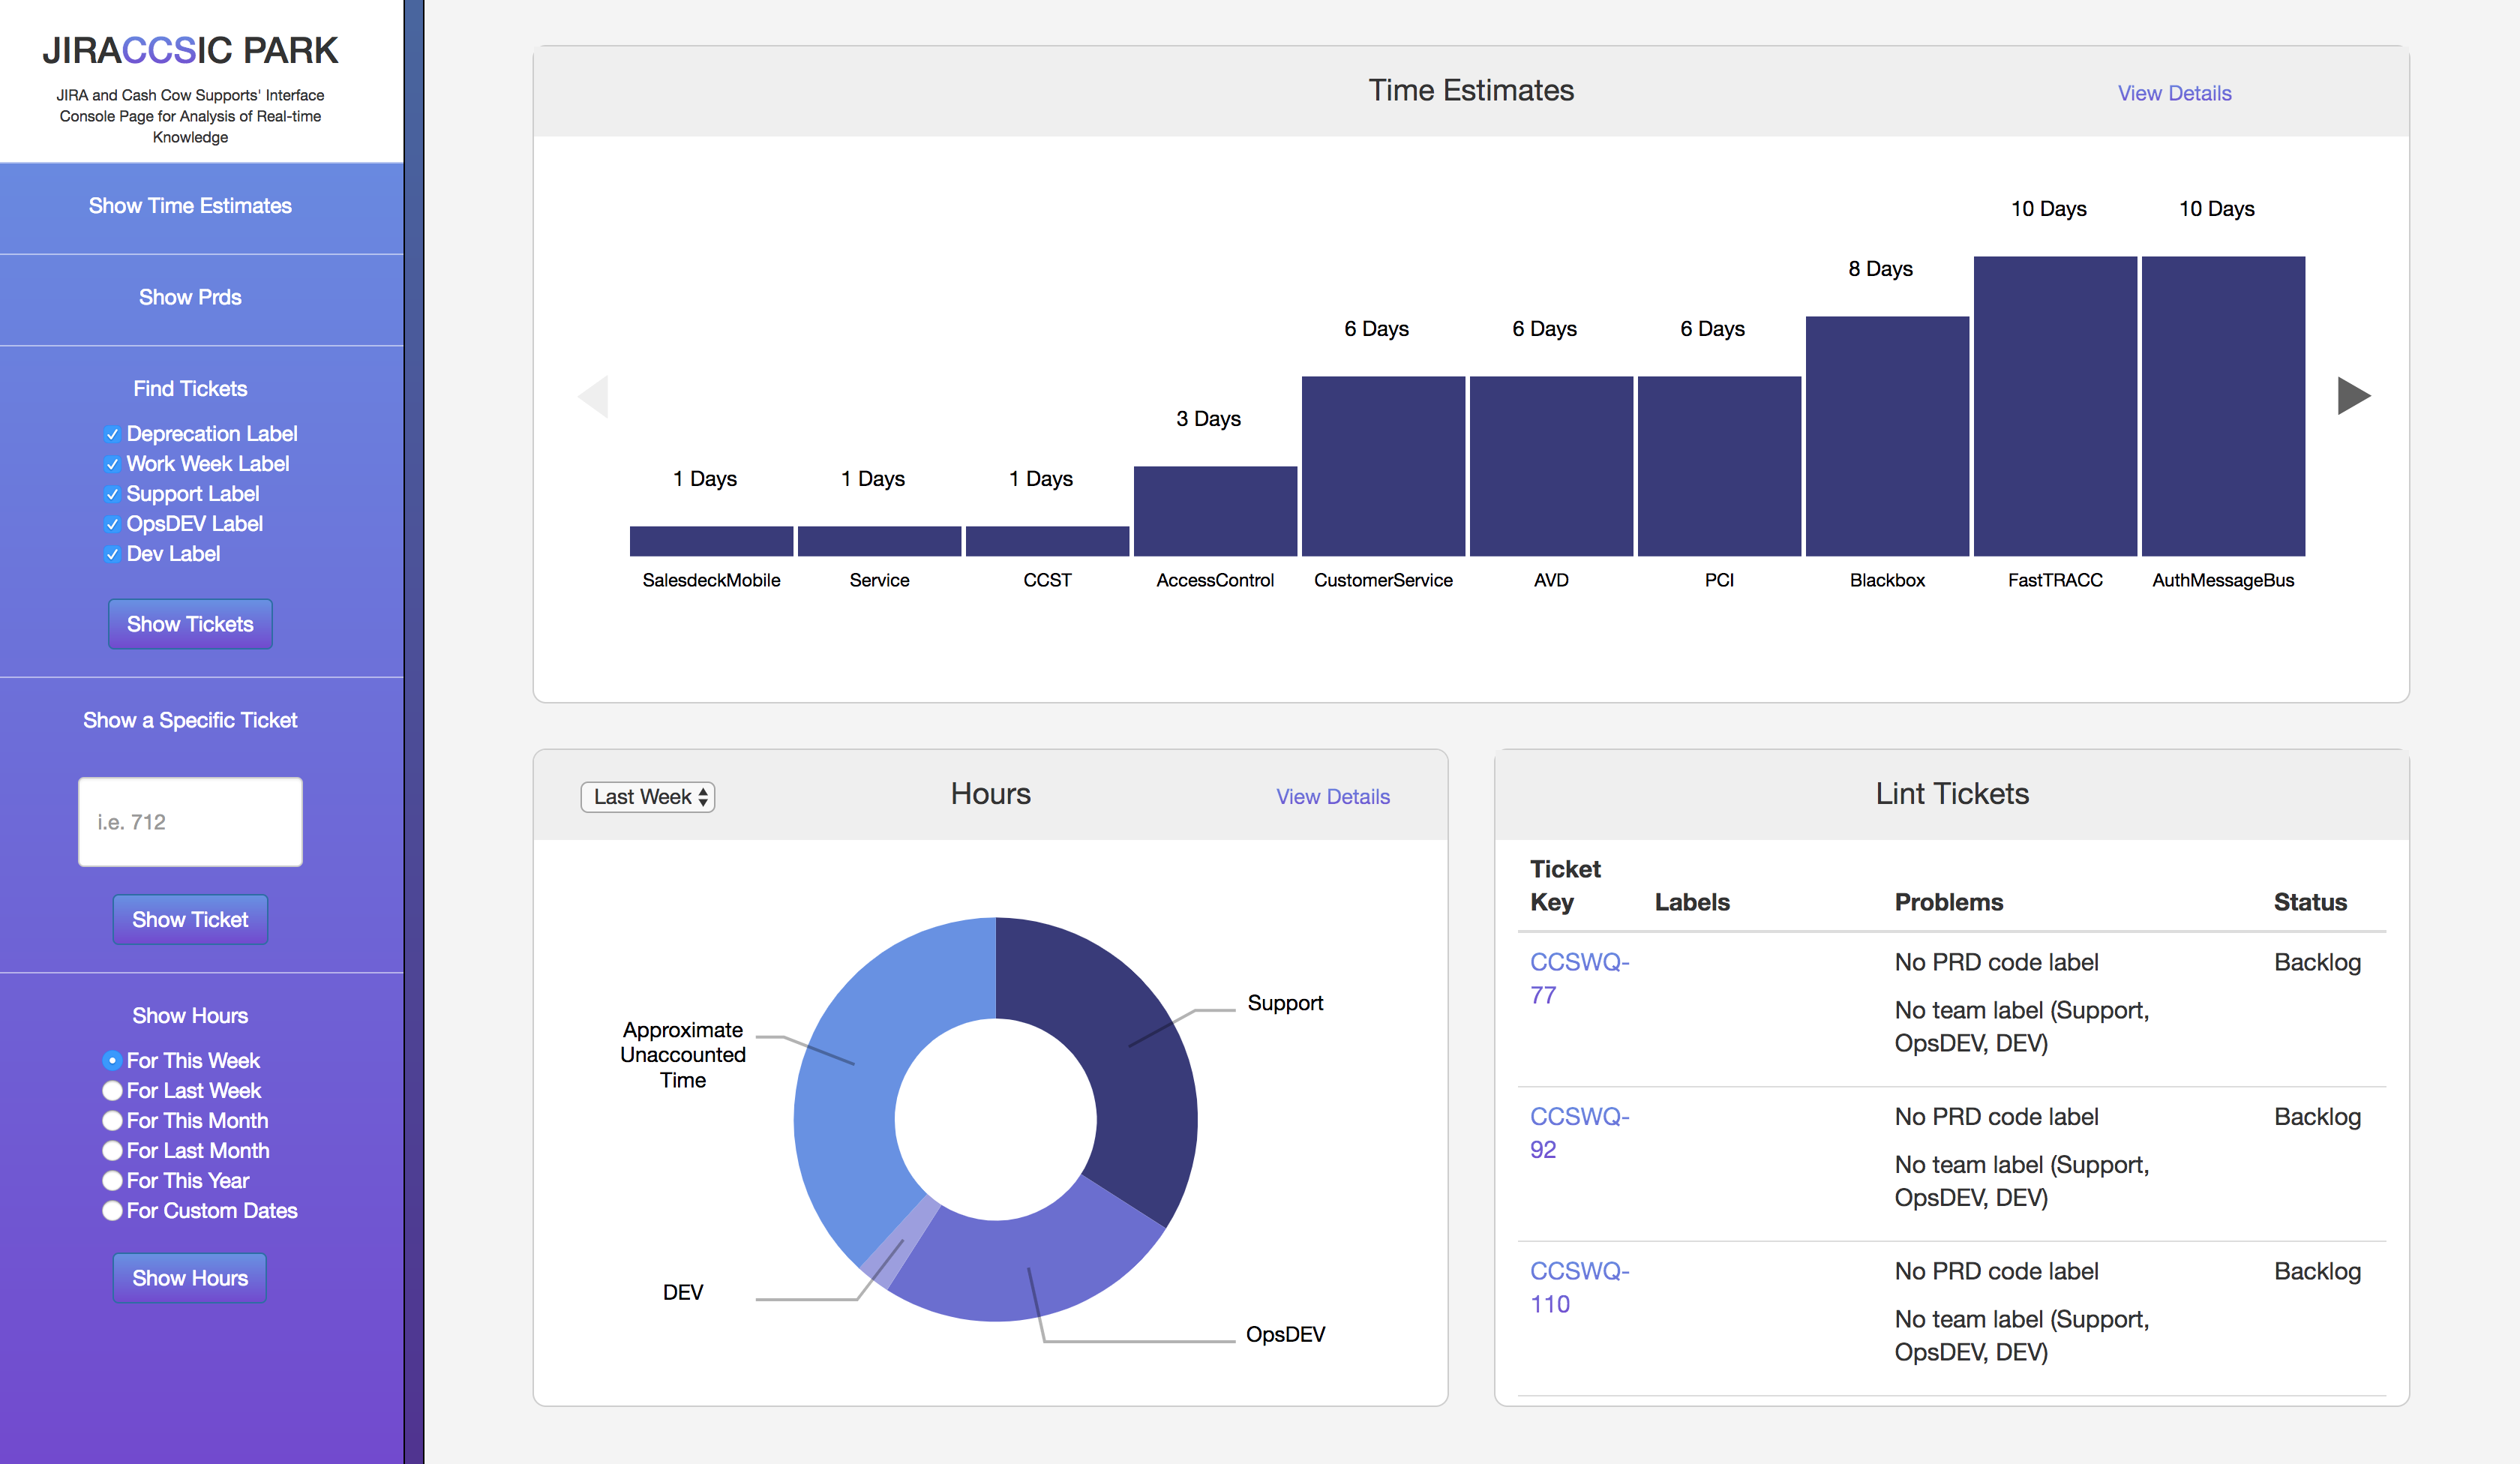 JIRACCSIC PARK
JIRA and Cash Cow Supports' Interface
Console Page for Analysis of Real-time
Knowledge
Show Time Estimates
Show Prds
Find Tickets
Deprecation Label
Work Week Label
Support Label
OpsDEV Label
Dev Label
Show Tickets
Show a Specific Ticket
i.e. 712
Show Ticket
Show Hours
For This Week
For Last Week
For This Month
For Last Month
For This Year
For Custom Dates
Show Hours
Time Estimates
View Details
1 Days
1 Days
1 Days
3 Days
6 Days
6 Days
6 Days
8 Days
10 Days
10 Days
SalesdeckMobile
Service
CCST
AccessControl
CustomerService
AVD
PCI
Blackbox
FastTRACC
AuthMessageBus
Last Week
Hours
View Details
Support
Approximate
Unaccounted
Time
DEV
OpsDEV
Lint Tickets
Ticket
Key
Labels
Problems
Status
CCSWQ-
77
No PRD code label
No team label (Support,
OpsDEV, DEV)
Backlog
CCSWQ-
92
No PRD code label
No team label (Support,
OpsDEV, DEV)
Backlog
CCSWQ-
110
No PRD code label
No team label (Support,
OpsDEV, DEV)
Backlog